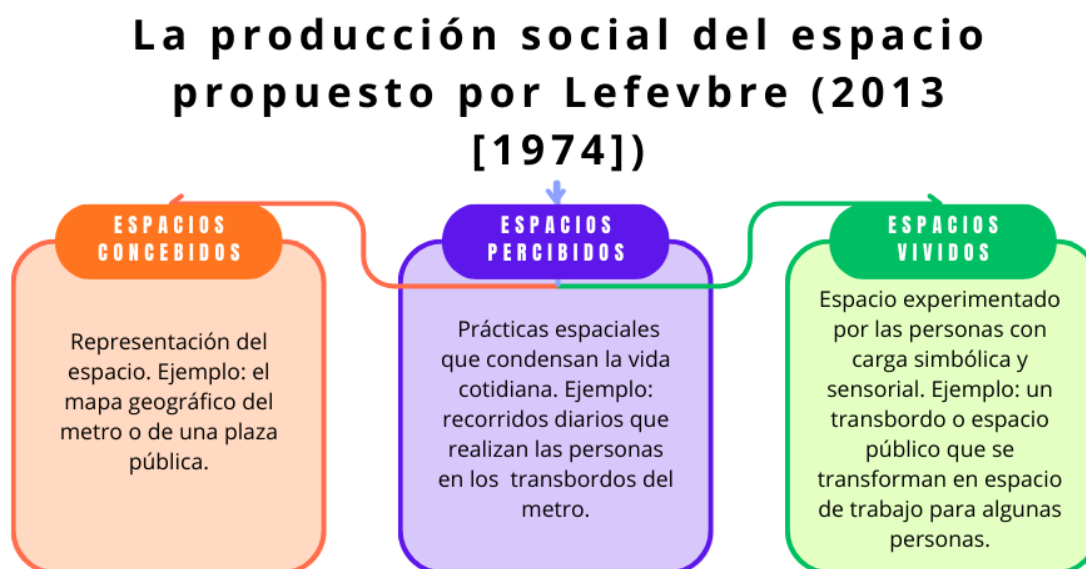 La producción social del espacio
propuesto por Lefevbre (2013
[1974])
ESPACIOS
CONCEBIDOS
Representación del
espacio. Ejemplo: el
mapa geográfico del
metro o de una plaza
pública.
ESPACIOS
PERCIBIDOS
Prácticas espaciales
que condensan la vida
cotidiana. Ejemplo:
recorridos diarios que
realizan las personas
en los transbordos del
metro.
ESPACIOS
VIVIDOS
Espacio experimentado
por las personas con
carga simbólica y
sensorial. Ejemplo: un
transbordo o espacio
público que se
transforman en espacio
de trabajo para algunas
personas.